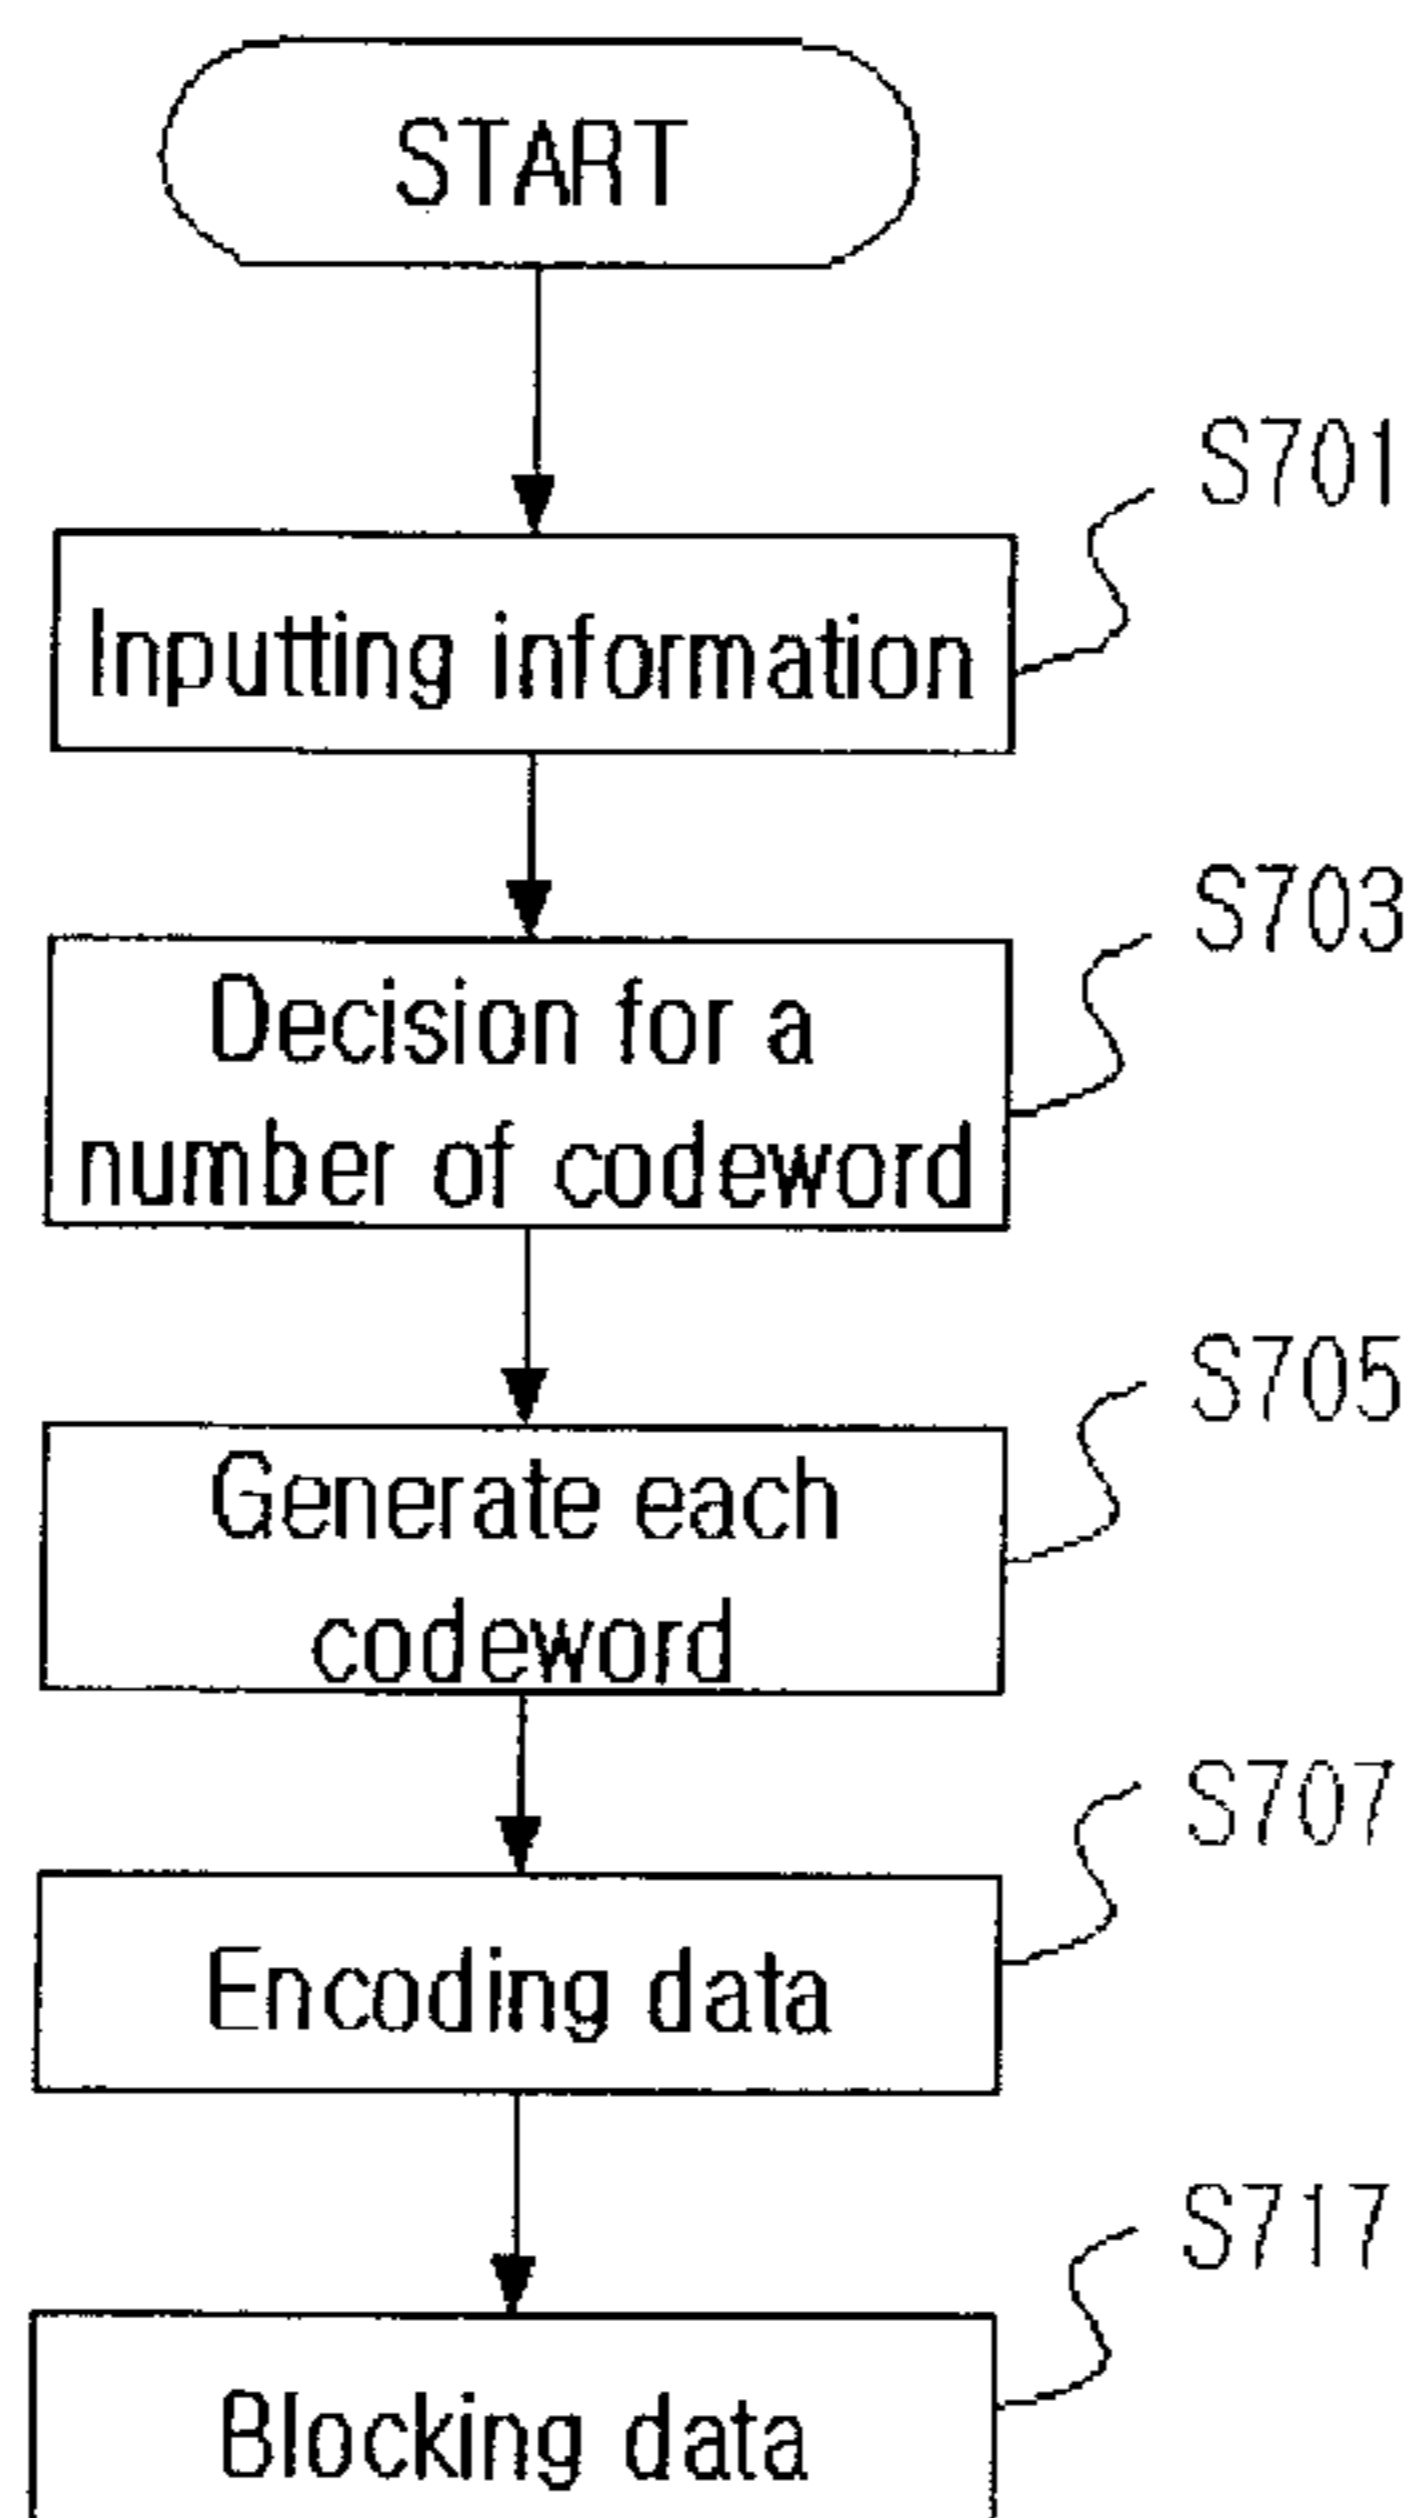 START
S701
Inputting information
S703
Decision for a
number of codeword
S705
Generate each
codeword
S707
Encoding data
S717
Blocking data